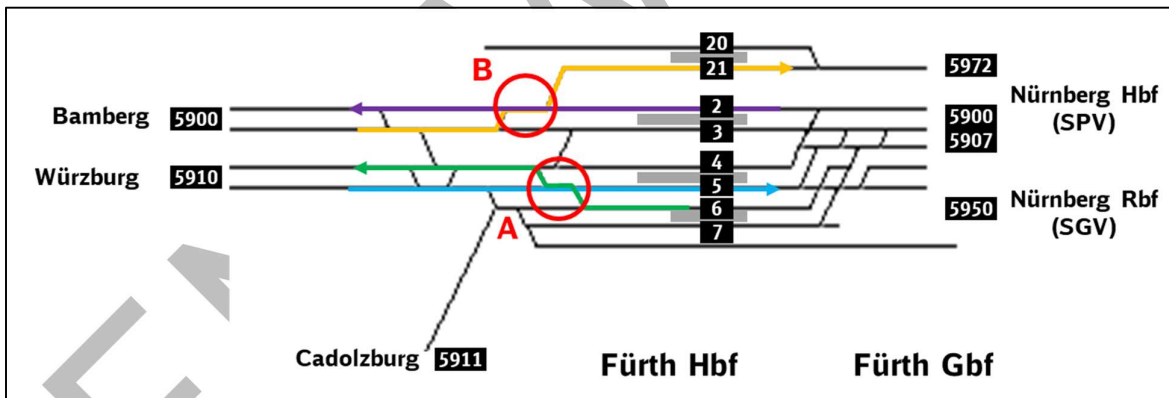 20
21
5972
B
Bamberg 5900
2
5900
Nürnberg Hbf
(SPV)
3
5907
4
Würzburg 5910
5
6
5950
Nürnberg Rbf
(SGV)
A
7
Cadolzburg 5911
Fürth Hbf
Fürth Gbf